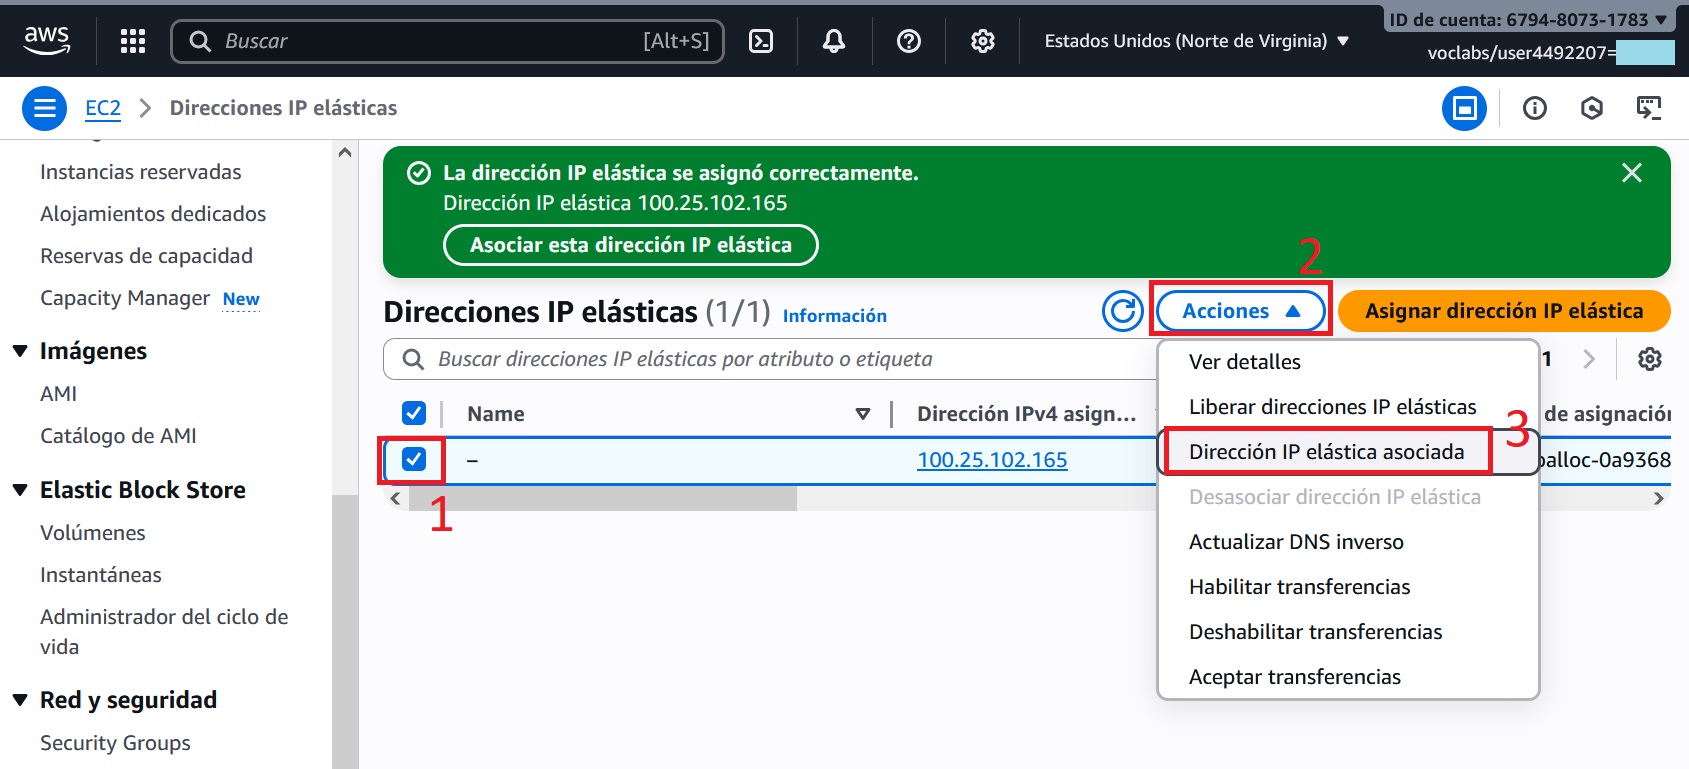 aws
Buscar
[Alt+S]
Estados Unidos (Norte de Virginia)
ID de cuenta: 6794-8073-1783
voclabs/user4492207=
EC2
Direcciones IP elásticas
Instancias reservadas
Alojamientos dedicados
Reservas de capacidad
Capacity Manager New
Imágenes
AMI
Catálogo de AMI
Elastic Block Store
Volúmenes
Instantáneas
Administrador del ciclo de
vida
Red y seguridad
Security Groups
La dirección IP elástica se asignó correctamente.
Dirección IP elástica 100.25.102.165
Asociar esta dirección IP elástica
2
Direcciones IP elásticas (1/1) Información
Acciones
Asignar dirección IP elástica
Buscar direcciones IP elásticas por atributo o etiqueta
1
Name
Dirección IPv4 asign...
de asignación
–
100.25.102.165
alloc-0a9368
1
Ver detalles
Liberar direcciones IP elásticas
3
Dirección IP elástica asociada
Desasociar dirección IP elástica
Actualizar DNS inverso
Habilitar transferencias
Deshabilitar transferencias
Aceptar transferencias